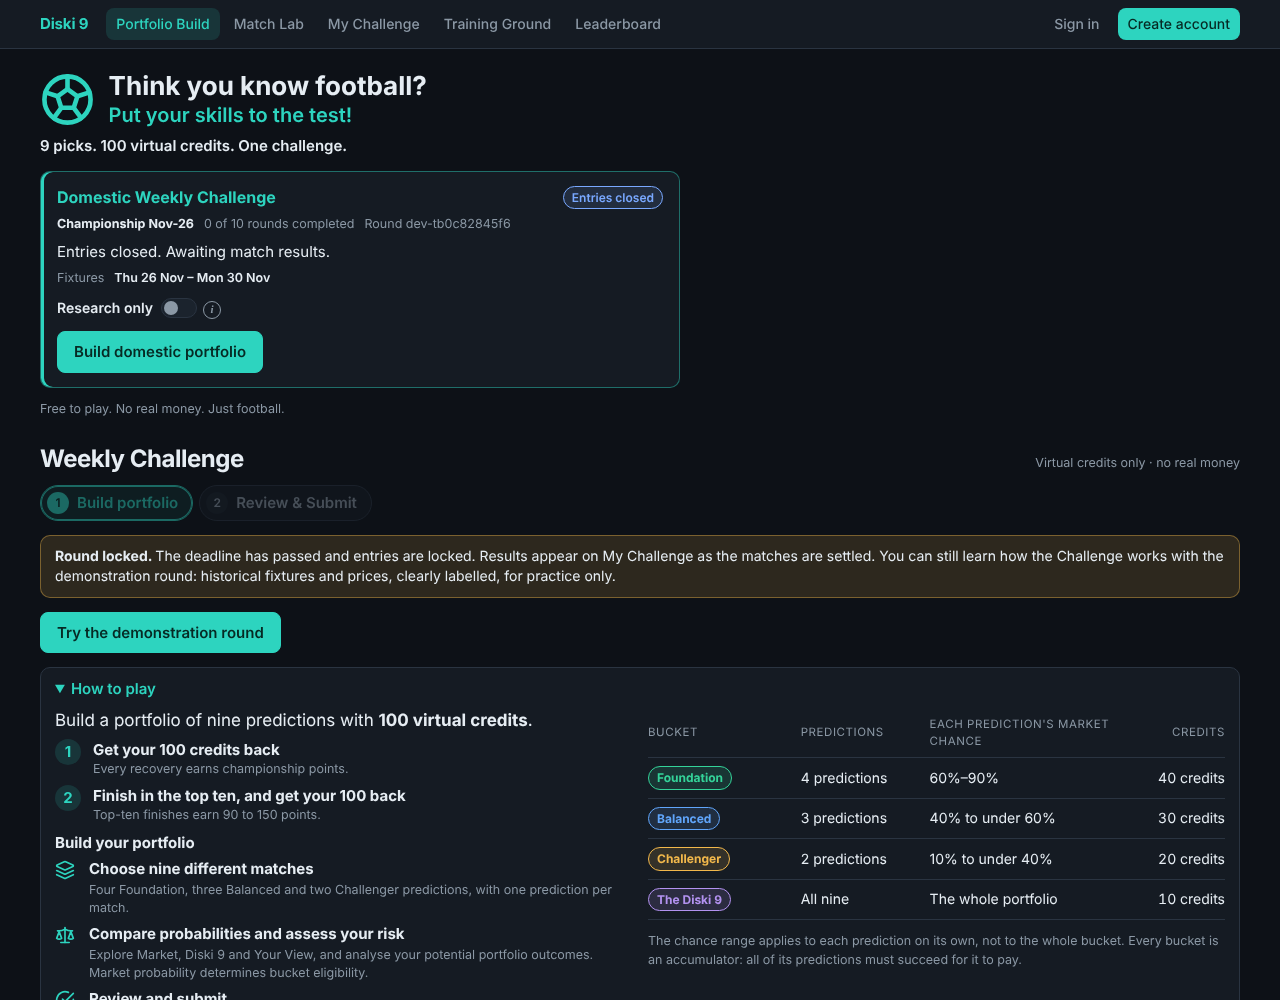 Diski 9 Portfolio Build Match Lab My Challenge Training Ground Leaderboard Sign in Create account
Think you know football?
Put your skills to the test!
9 picks. 100 virtual credits. One challenge.
Domestic Weekly Challenge Entries closed
Championship Nov-26 0 of 10 rounds completed Round dev-tb0c82845f6
Entries closed. Awaiting match results.
Fixtures Thu 26 Nov – Mon 30 Nov
Research only i
Build domestic portfolio
Free to play. No real money. Just football.
Weekly Challenge Virtual credits only · no real money
1 Build portfolio 2 Review & Submit
Round locked. The deadline has passed and entries are locked. Results appear on My Challenge as the matches are settled. You can still learn how the Challenge works with the
demonstration round: historical fixtures and prices, clearly labelled, for practice only.
Try the demonstration round
▼ How to play
Build a portfolio of nine predictions with 100 virtual credits.
1 Get your 100 credits back
Every recovery earns championship points.
2 Finish in the top ten, and get your 100 back
Top-ten finishes earn 90 to 150 points.
Build your portfolio
Choose nine different matches
Four Foundation, three Balanced and two Challenger predictions, with one prediction per
match.
Compare probabilities and assess your risk
Explore Market, Diski 9 and Your View, and analyse your potential portfolio outcomes.
Market probability determines bucket eligibility.
Review and submit
BUCKET PREDICTIONS EACH PREDICTION'S MARKET
CHANCE CREDITS
Foundation 4 predictions 60%–90% 40 credits
Balanced 3 predictions 40% to under 60% 30 credits
Challenger 2 predictions 10% to under 40% 20 credits
The Diski 9 All nine The whole portfolio 10 credits
The chance range applies to each prediction on its own, not to the whole bucket. Every bucket is
an accumulator: all of its predictions must succeed for it to pay.